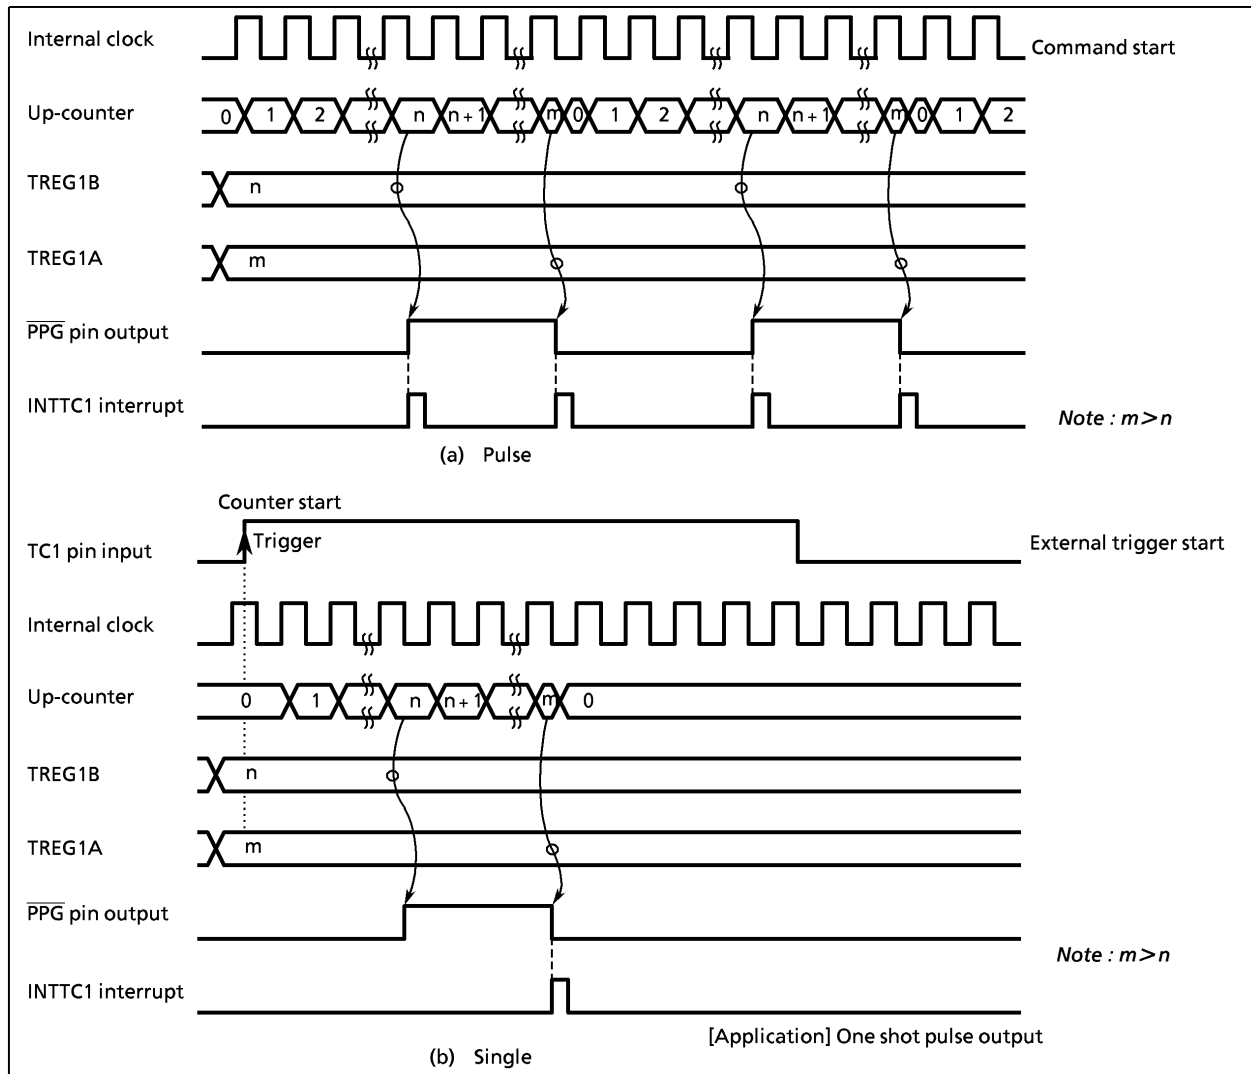 Internal clock
Command start
Up-counter 0 1 2 n n+1 m 0 1 2 n n+1 m 0 1 2
TREG1B n
TREG1A m
PPG pin output
INTTC1 interrupt
Note : m>n
(a) Pulse
Counter start
Trigger
TC1 pin input
External trigger start
Internal clock
Up-counter 0 1 n n+1 m 0
TREG1B n
TREG1A m
PPG pin output
Note : m>n
INTTC1 interrupt
[Application] One shot pulse output
(b) Single